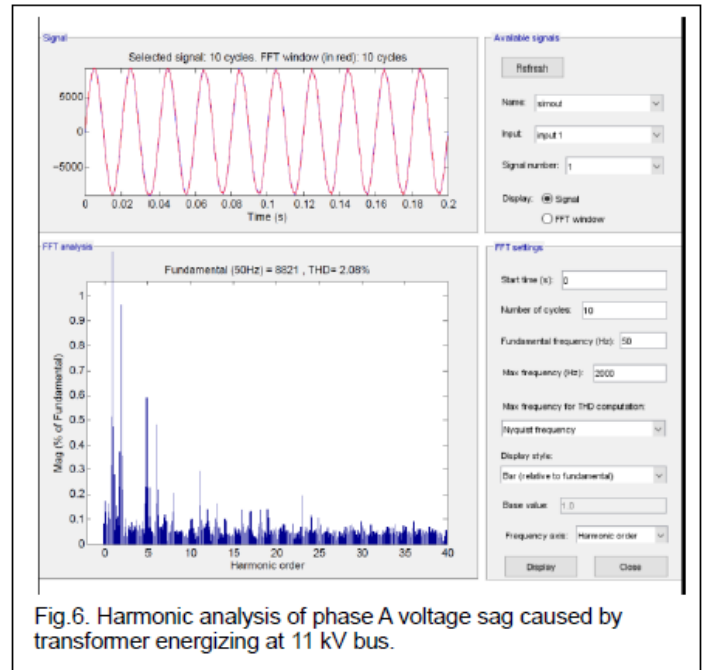 Signal
Selected signal: 10 cycles. FFT window (in red): 10 cycles
5000
0
−5000
0 0.02 0.04 0.06 0.08 0.1 0.12 0.14 0.16 0.18 0.2
Time (s)
Available signals
Refresh
Name: simout
Input: input 1
Signal number: 1
Display: Signal
FFT window
FFT analysis
Fundamental (50Hz) = 8821 , THD= 2.08%
1
0.9
0.8
0.7
0.6
0.5
0.4
0.3
0.2
0.1
0
Mag (% of Fundamental)
0 5 10 15 20 25 30 35 40
Harmonic order
FFT settings
Start time (s): 0
Number of cycles: 10
Fundamental frequency (Hz): 50
Max frequency (Hz): 2000
Max frequency for THD computation:
Nyquist frequency
Display style:
Bar (relative to fundamental)
Base value: 1.0
Frequency axis: Harmonic order
Display Close
Fig.6. Harmonic analysis of phase A voltage sag caused by
transformer energizing at 11 kV bus.